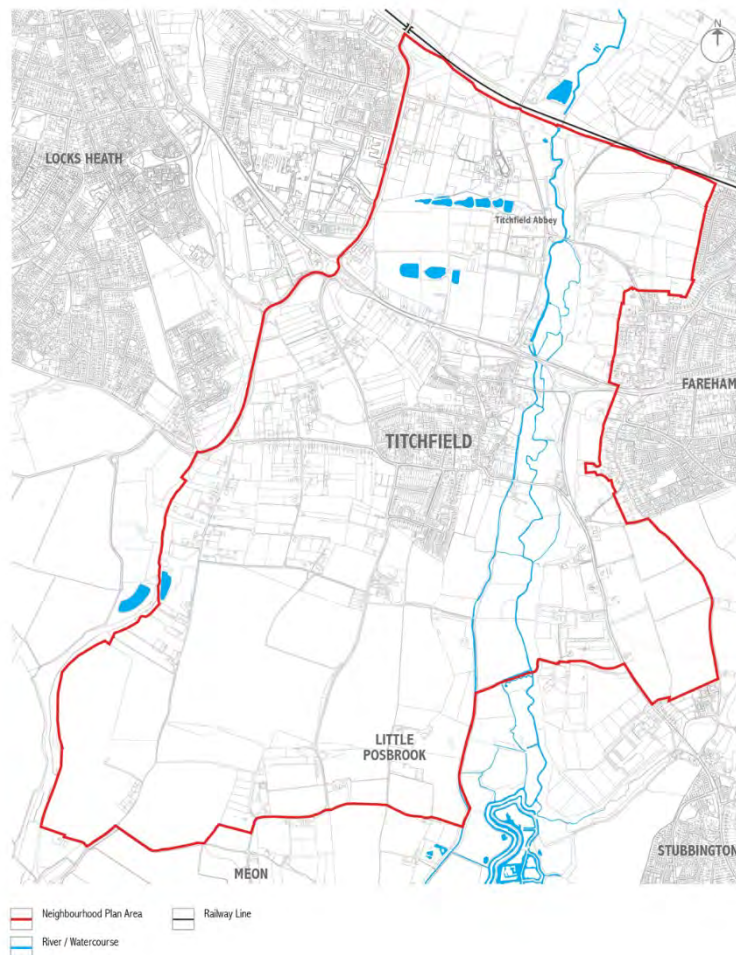 N
LOCKS HEATH
Titchfield Abbey
FAREHAM
TITCHFIELD
LITTLE
POSBROOK
STUBBINGTON
MEON
Neighbourhood Plan Area
Railway Line
River / Watercourse